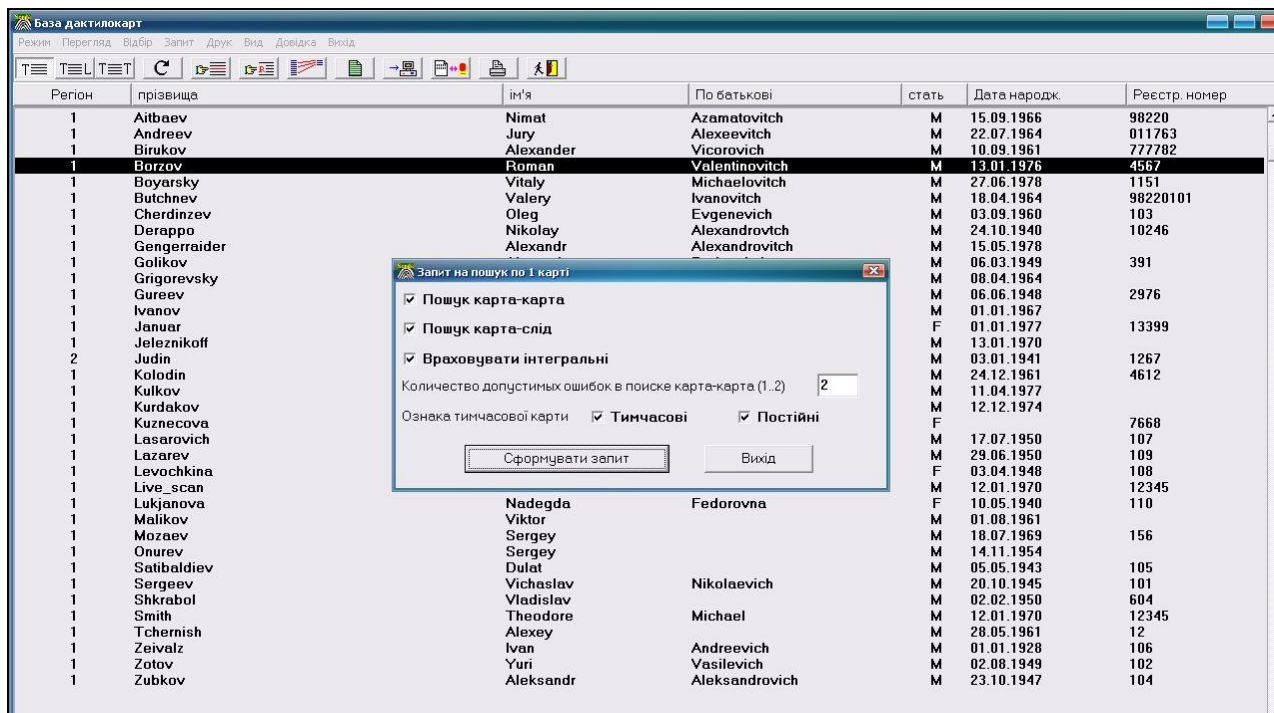 База дактилокарт
Режим Перегляд Відбір Запит Друк Вид Довідка Вихід
Регіон прізвища ім'я По батькові стать Дата народж. Реєстр. номер
1 Aitbaev Nimat Azamatovitch M 15.09.1966 98220
1 Andreev Jury Alexeevitch M 22.07.1964 011763
1 Birukov Alexander Vicorovich M 10.09.1961 777782
1 Borzov Roman Valentinovitch M 13.01.1976 4567
1 Boyarsky Vitaly Michaelovitch M 27.06.1978 1151
1 Butchnev Valery Ivanovitch M 18.04.1964 98220101
1 Cherdinzev Oleg Evgenevich M 03.09.1960 103
1 Derappo Nikolay Alexandrovtch M 24.10.1940 10246
1 Gengerraider Alexandr Alexandrovitch M 15.05.1978
1 Golikov M 06.03.1949 391
1 Grigorevsky M 08.04.1964
1 Gureev M 06.06.1948 2976
1 Ivanov M 01.01.1967
1 Januar F 01.01.1977 13399
1 Jeleznikoff M 13.01.1970
2 Judin M 03.01.1941 1267
1 Kolodin M 24.12.1961 4612
1 Kulkov M 11.04.1977
1 Kurdakov M 12.12.1974
1 Kuznecova F 7668
1 Lasarovich M 17.07.1950 107
1 Lazarev M 29.06.1950 109
1 Levochkina F 03.04.1948 108
1 Live_scan M 12.01.1970 12345
1 Lukjanova Nadegda Fedorovna F 10.05.1940 110
1 Malikov Viktor M 01.08.1961
1 Mozaev Sergey M 18.07.1969 156
1 Onurev Sergey M 14.11.1954
1 Satibaldiev Dulat M 05.05.1943 105
1 Sergeev Vichaslav Nikolaevich M 20.10.1945 101
1 Shkrabol Vladislav M 02.02.1950 604
1 Smith Theodore Michael M 12.01.1970 12345
1 Tchernish Alexey M 28.05.1961 12
1 Zeivalz Ivan Andreevich M 01.01.1928 106
1 Zotov Yuri Vasilevich M 02.08.1949 102
1 Zubkov Aleksandr Aleksandrovich M 23.10.1947 104
Запит на пошук по 1 карті
Пошук карта-карта
Пошук карта-слід
Враховувати інтегральні
Количество допустимых ошибок в поиске карта-карта (1..2) 2
Ознака тимчасової карти Тимчасові Постійні
Сформувати запит Вихід